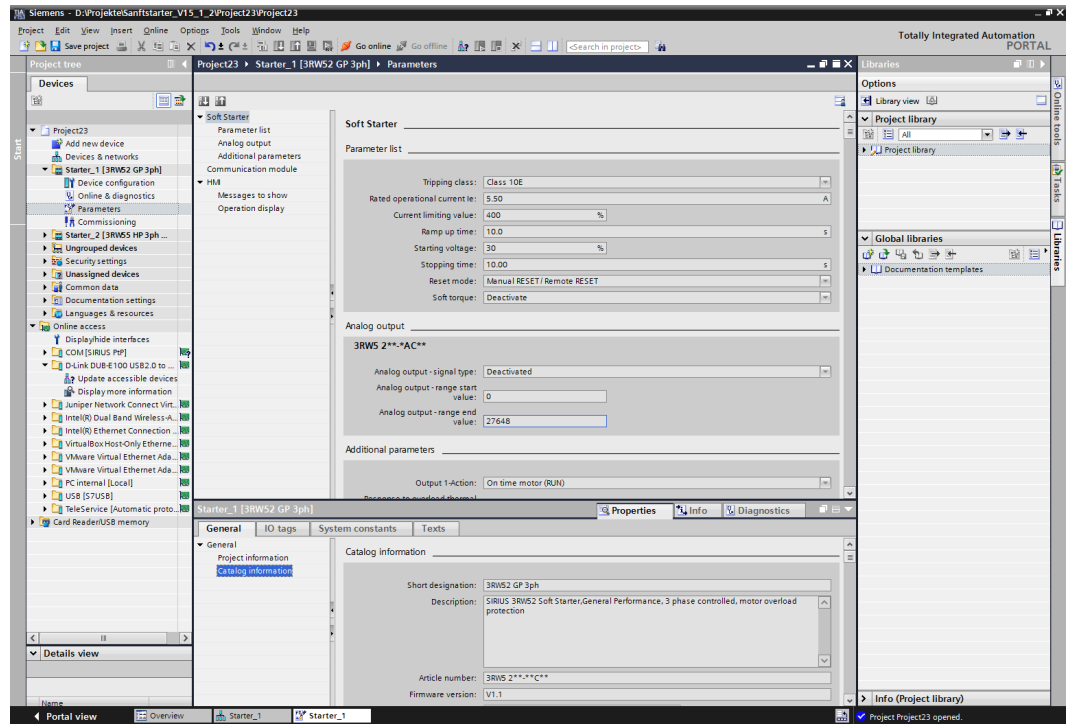 Siemens - D:\Projekte\Sanftstarter_V15_1_2\Project23\Project23
Project Edit View Insert Online Options Tools Window Help
Totally Integrated Automation
PORTAL
Save project
Go online
Go offline
<Search in project>
Project tree
Project23 ▸ Starter_1 [3RW52 GP 3ph] ▸ Parameters
Libraries
Devices
Options
Library view
Start
Project23
Add new device
Devices & networks
Starter_1 [3RW52 GP 3ph]
Device configuration
Online & diagnostics
Parameters
Commissioning
Starter_2 [3RW55 HP 3ph ...
Ungrouped devices
Security settings
Unassigned devices
Common data
Documentation settings
Languages & resources
Online access
Display/hide interfaces
COM [SIRIUS PtP]
D-Link DUB-E100 USB2.0 to ...
Update accessible devices
Display more information
Juniper Network Connect Virt...
Intel(R) Dual Band Wireless-A...
Intel(R) Ethernet Connection ...
VirtualBox Host-Only Etherne...
VMware Virtual Ethernet Ada...
VMware Virtual Ethernet Ada...
PC internal [Local]
USB [S7USB]
TeleService [Automatic proto...
Card Reader/USB memory
Details view
Name
Soft Starter
Parameter list
Analog output
Additional parameters
Communication module
HMI
Messages to show
Operation display
Soft Starter
Parameter list
Tripping class: Class 10E
Rated operational current Ie: 5.50 A
Current limiting value: 400 %
Ramp up time: 10.0 s
Starting voltage: 30 %
Stopping time: 10.00 s
Reset mode: Manual RESET / Remote RESET
Soft torque: Deactivate
Analog output
3RW5 2**-*AC**
Analog output - signal type: Deactivated
Analog output - range start
value: 0
Analog output - range end
value: 27648
Additional parameters
Output 1-Action: On time motor (RUN)
Response to overload thermal
Starter_1 [3RW52 GP 3ph]
Properties
Info
Diagnostics
General
IO tags
System constants
Texts
General
Project information
Catalog information
Catalog information
Short designation: 3RW52 GP 3ph
Description: SIRIUS 3RW52 Soft Starter,General Performance, 3 phase controlled, motor overload
protection
Article number: 3RW5 2**-**C**
Firmware version: V1.1
Project library
All
Project library
Global libraries
Documentation templates
Info (Project library)
Online tools
Tasks
Libraries
Portal view
Overview
Starter_1
Starter_1
Project Project23 opened.